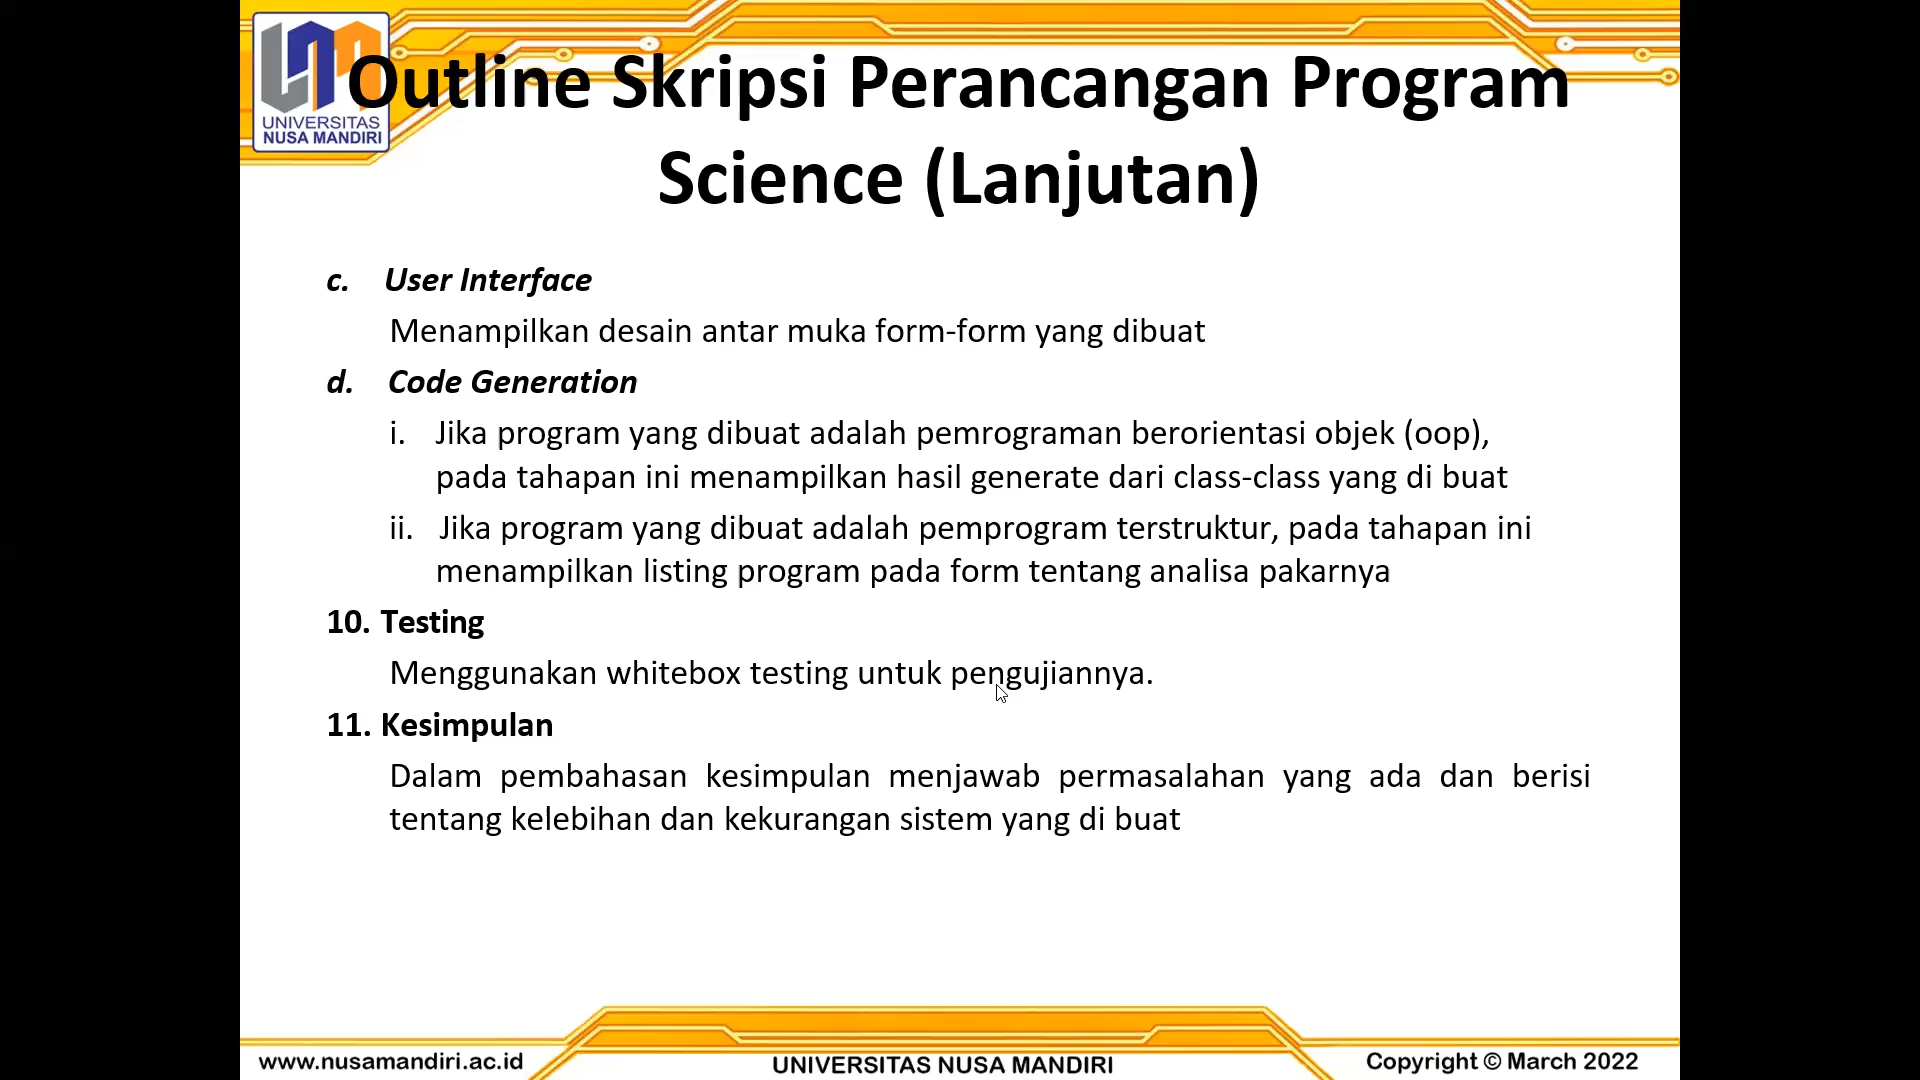 UNIVERSITAS
NUSA MANDIRI
Outline Skripsi Perancangan Program
Science (Lanjutan)
c. User Interface
Menampilkan desain antar muka form-form yang dibuat
d. Code Generation
i. Jika program yang dibuat adalah pemrograman berorientasi objek (oop),
pada tahapan ini menampilkan hasil generate dari class-class yang di buat
ii. Jika program yang dibuat adalah pemprogram terstruktur, pada tahapan ini
menampilkan listing program pada form tentang analisa pakarnya
10. Testing
Menggunakan whitebox testing untuk pengujiannya.
11. Kesimpulan
Dalam pembahasan kesimpulan menjawab permasalahan yang ada dan berisi
tentang kelebihan dan kekurangan sistem yang di buat
www.nusamandiri.ac.id
UNIVERSITAS NUSA MANDIRI
Copyright © March 2022